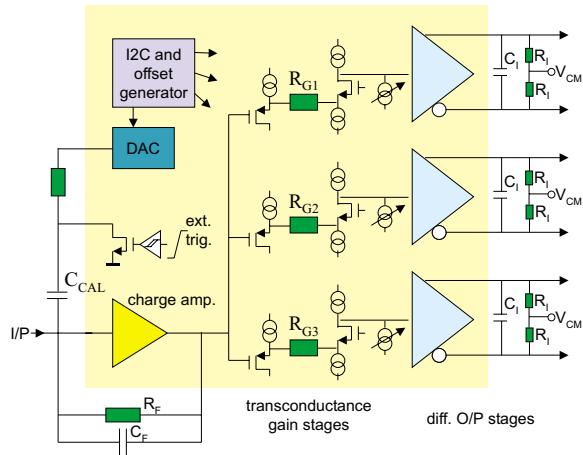 I2C and
offset
generator
DAC
ext.
trig.
C_CAL
charge amp.
I/P
R_F
C_F
R_G1
R_G2
R_G3
transconductance
gain stages
C_I
R_I
V_CM
R_I
C_I
R_I
V_CM
R_I
C_I
R_I
V_CM
R_I
diff. O/P stages